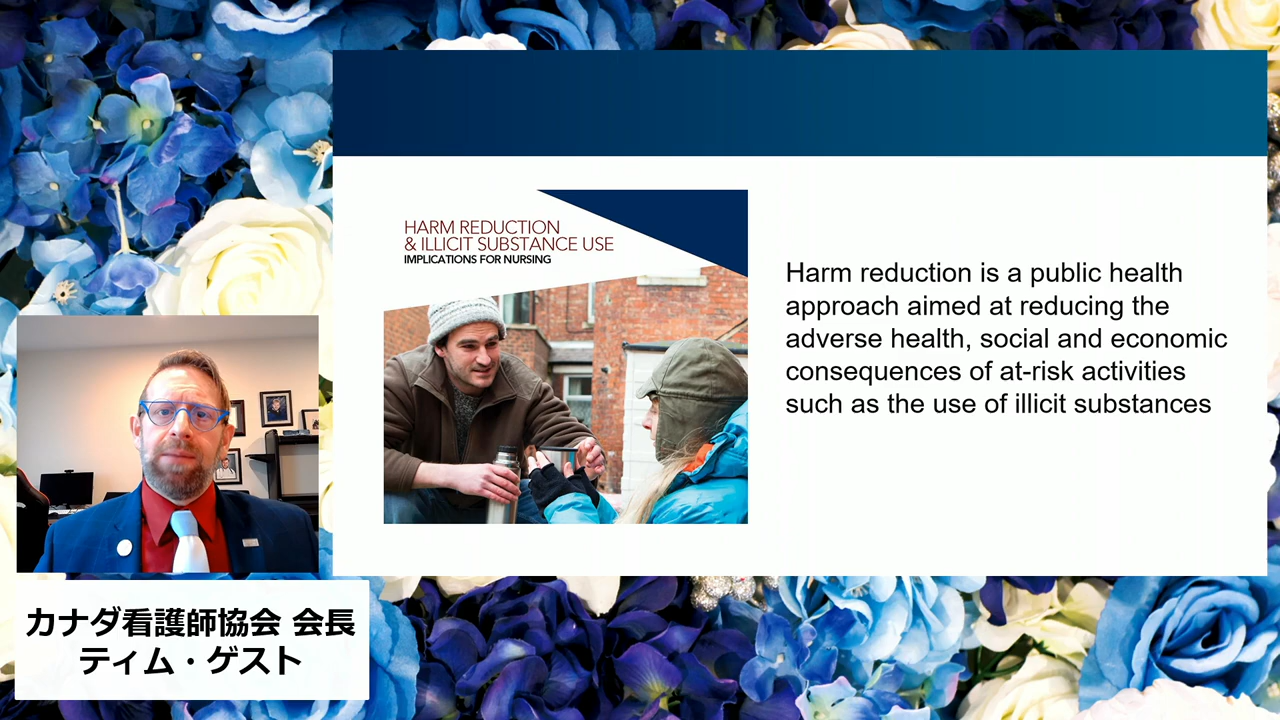 HARM REDUCTION
& ILLICIT SUBSTANCE USE
IMPLICATIONS FOR NURSING
Harm reduction is a public health
approach aimed at reducing the
adverse health, social and economic
consequences of at-risk activities
such as the use of illicit substances
カナダ看護師協会 会長
ティム・ゲスト